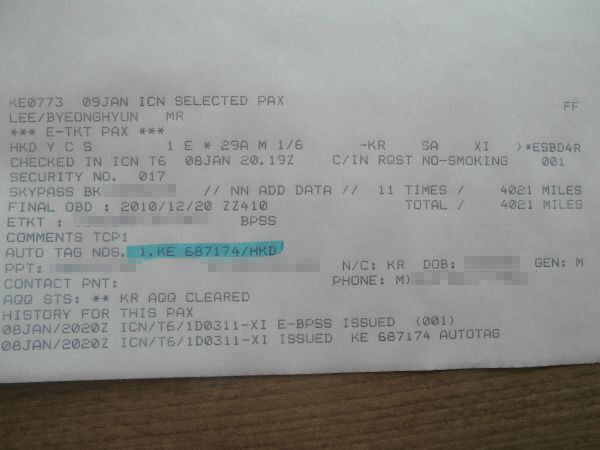 KE0773 09JAN ICN SELECTED PAX FF
LEE/BYEONGHYUN MR
*** E-TKT PAX ***
HKD Y C S 1 E * 29A M 1/6 -KR SA XI )*ESBD4R
CHECKED IN ICN T6 08JAN 20.19Z C/IN RQST NO-SMOKING 001
SECURITY NO. 017
SKYPASS BK // NN ADD DATA // 11 TIMES / 4021 MILES
FINAL OBD : 2010/12/20 ZZ410 TOTAL / 4021 MILES
ETKT : BPSS
COMMENTS TCP1
AUTO TAG NOS. 1.KE 687174/HKD
PPT: N/C: KR DOB: GEN: M
CONTACT PNT: PHONE: M)
AQQ STS: ** KR AQQ CLEARED
HISTORY FOR THIS PAX
08JAN/2020Z ICN/T6/1D0311-XI E-BPSS ISSUED (001)
08JAN/2020Z ICN/T6/1D0311-XI ISSUED KE 687174 AUTOTAG